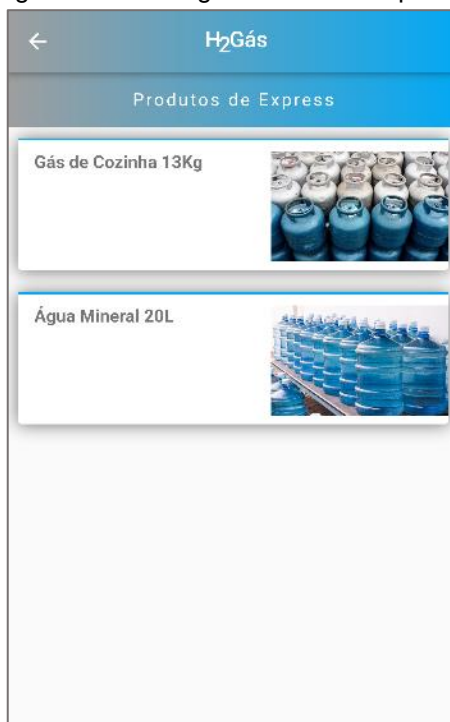 H₂Gás
Produtos de Express
Gás de Cozinha 13Kg
Água Mineral 20L